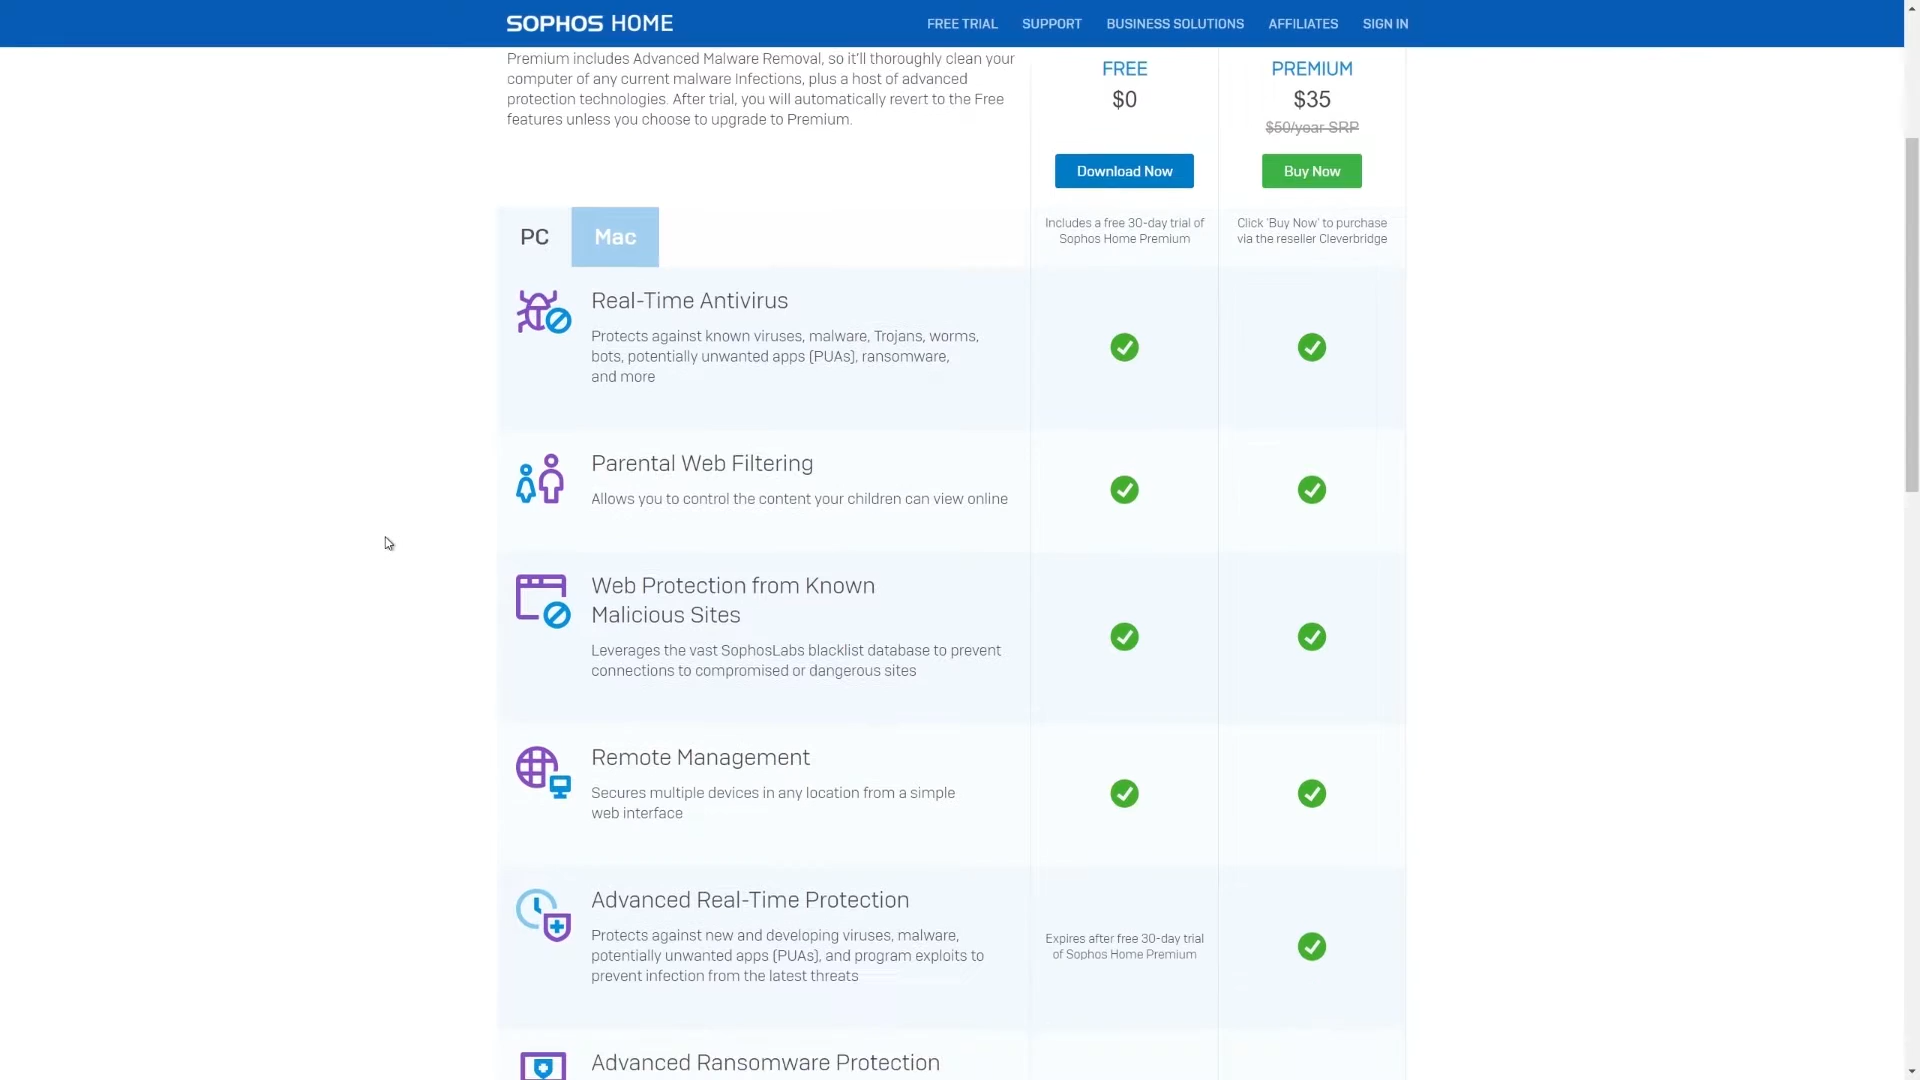 SOPHOS HOME
FREE TRIAL
SUPPORT
BUSINESS SOLUTIONS
AFFILIATES
SIGN IN
Premium includes Advanced Malware Removal, so it'll thoroughly clean your
computer of any current malware Infections, plus a host of advanced
protection technologies. After trial, you will automatically revert to the Free
features unless you choose to upgrade to Premium.
FREE
$0
Download Now
PREMIUM
$35
$50/year SRP
Buy Now
PC
Mac
Includes a free 30-day trial of
Sophos Home Premium
Click 'Buy Now' to purchase
via the reseller Cleverbridge
Real-Time Antivirus
Protects against known viruses, malware, Trojans, worms,
bots, potentially unwanted apps (PUAs), ransomware,
and more
Parental Web Filtering
Allows you to control the content your children can view online
Web Protection from Known
Malicious Sites
Leverages the vast SophosLabs blacklist database to prevent
connections to compromised or dangerous sites
Remote Management
Secures multiple devices in any location from a simple
web interface
Advanced Real-Time Protection
Protects against new and developing viruses, malware,
potentially unwanted apps (PUAs), and program exploits to
prevent infection from the latest threats
Expires after free 30-day trial
of Sophos Home Premium
Advanced Ransomware Protection